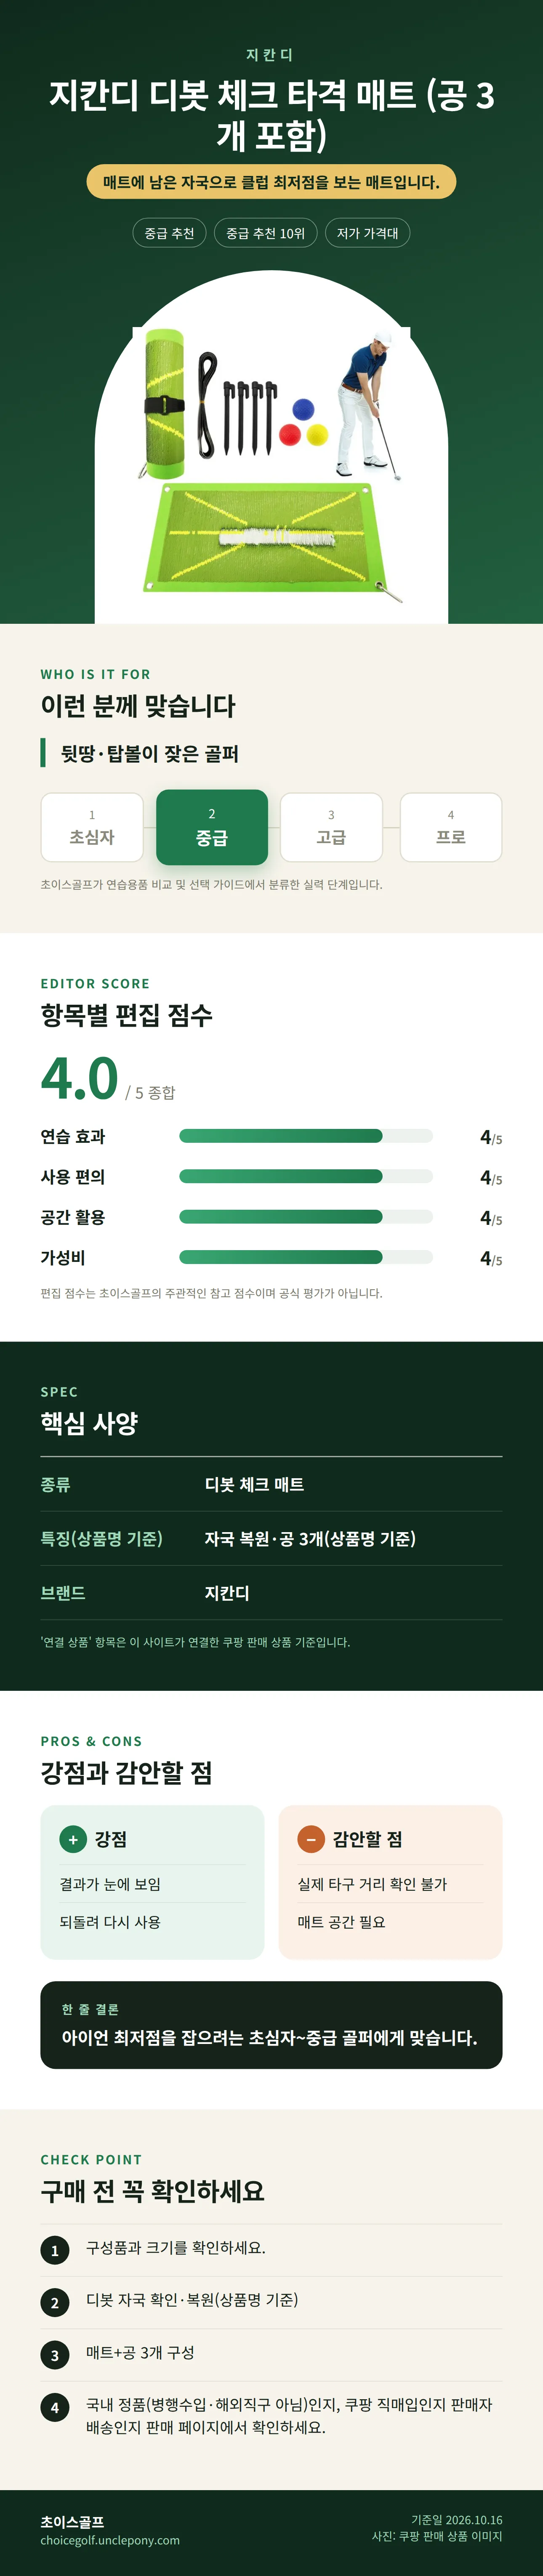 지칸디
지칸디 디봇 체크 타격 매트 (공 3
개 포함)
매트에 남은 자국으로 클럽 최저점을 보는 매트입니다.
중급 추천
중급 추천 10위
저가 가격대
WHO IS IT FOR
이런 분께 맞습니다
뒷땅·탑볼이 잦은 골퍼
1
초심자
2
중급
3
고급
4
프로
초이스골프가 연습용품 비교 및 선택 가이드에서 분류한 실력 단계입니다.
EDITOR SCORE
항목별 편집 점수
4.0 / 5 종합
연습 효과 4/5
사용 편의 4/5
공간 활용 4/5
가성비 4/5
편집 점수는 초이스골프의 주관적인 참고 점수이며 공식 평가가 아닙니다.
SPEC
핵심 사양
종류 디봇 체크 매트
특징(상품명 기준) 자국 복원·공 3개(상품명 기준)
브랜드 지칸디
'연결 상품' 항목은 이 사이트가 연결한 쿠팡 판매 상품 기준입니다.
PROS & CONS
강점과 감안할 점
+ 강점
결과가 눈에 보임
되돌려 다시 사용
− 감안할 점
실제 타구 거리 확인 불가
매트 공간 필요
한 줄 결론
아이언 최저점을 잡으려는 초심자~중급 골퍼에게 맞습니다.
CHECK POINT
구매 전 꼭 확인하세요
1 구성품과 크기를 확인하세요.
2 디봇 자국 확인·복원(상품명 기준)
3 매트+공 3개 구성
4 국내 정품(병행수입·해외직구 아님)인지, 쿠팡 직매입인지 판매자
배송인지 판매 페이지에서 확인하세요.
초이스골프
choicegolf.unclepony.com
기준일 2026.10.16
사진: 쿠팡 판매 상품 이미지